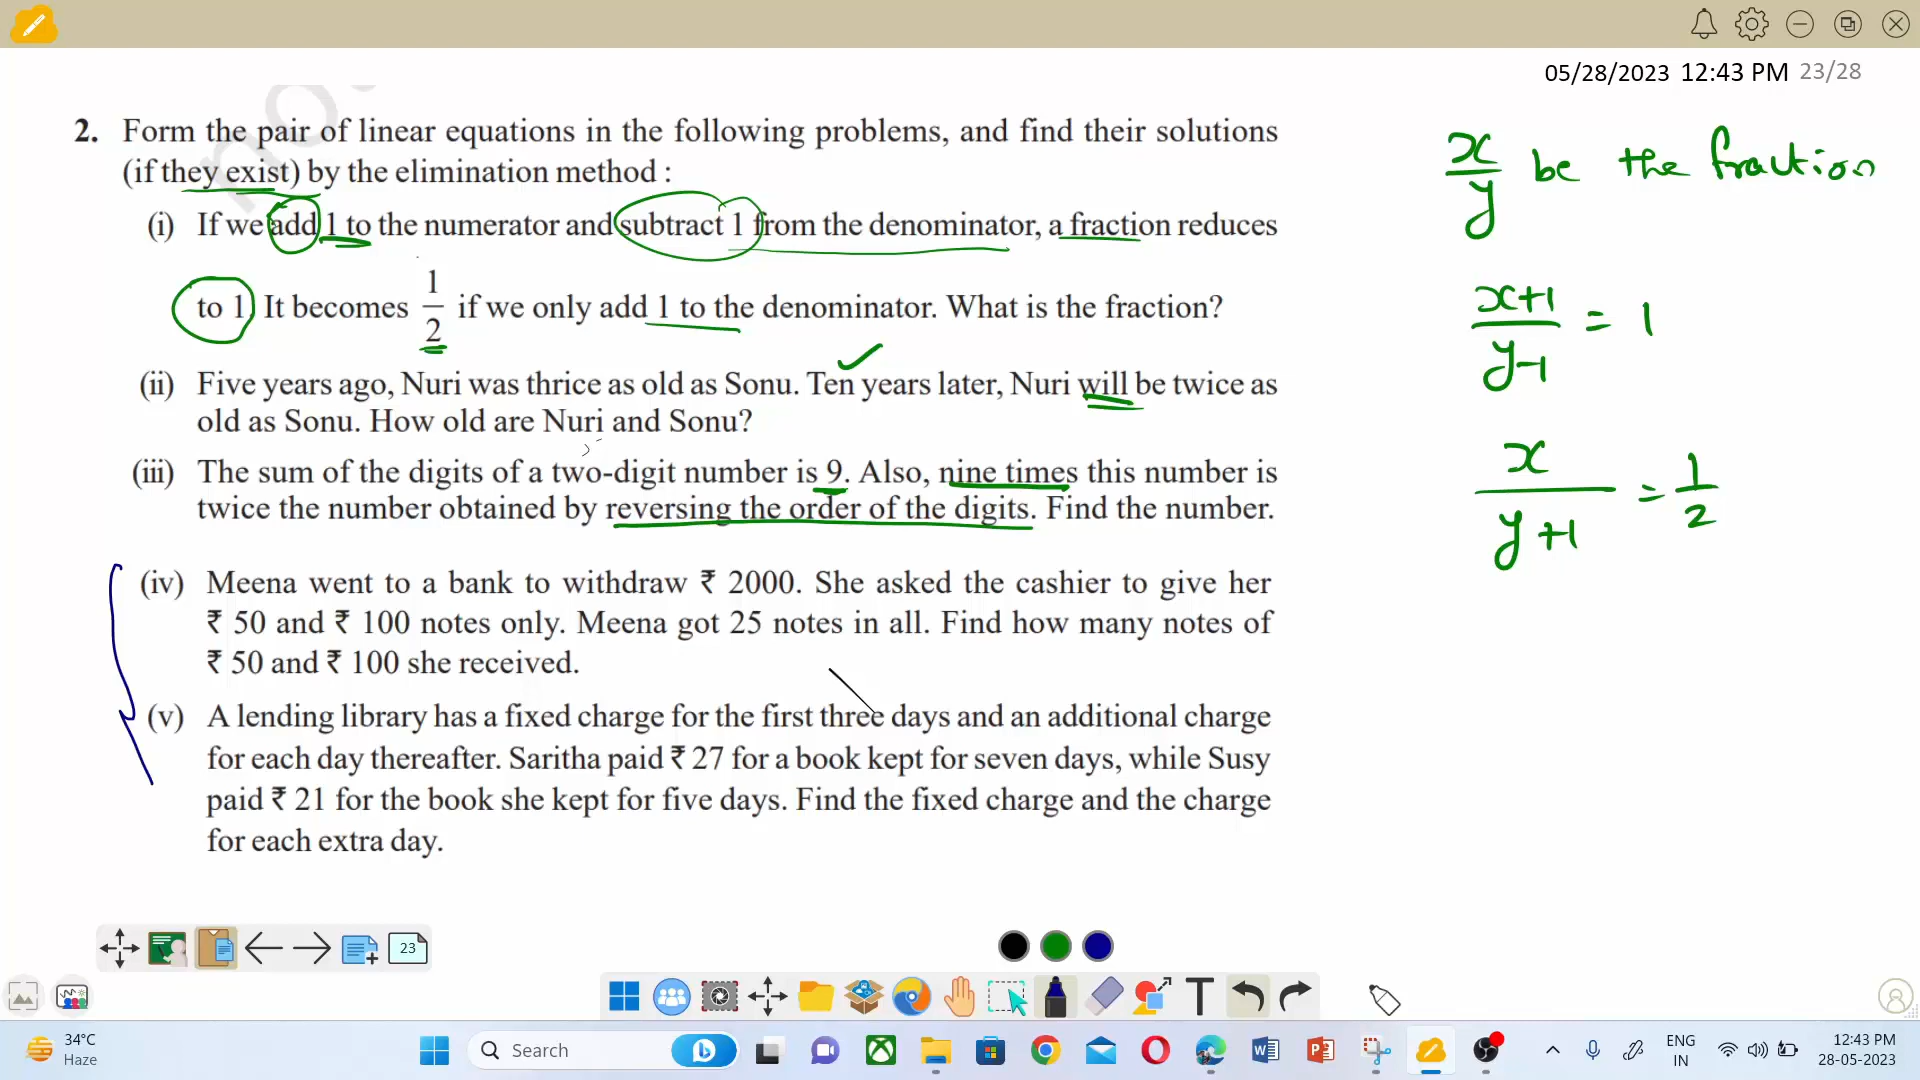 05/28/2023 12:43 PM 23/28
2. Form the pair of linear equations in the following problems, and find their solutions
(if they exist) by the elimination method :
(i) If we add 1 to the numerator and subtract 1 from the denominator, a fraction reduces
to 1. It becomes 1/2 if we only add 1 to the denominator. What is the fraction?
(ii) Five years ago, Nuri was thrice as old as Sonu. Ten years later, Nuri will be twice as
old as Sonu. How old are Nuri and Sonu?
(iii) The sum of the digits of a two-digit number is 9. Also, nine times this number is
twice the number obtained by reversing the order of the digits. Find the number.
(iv) Meena went to a bank to withdraw ₹ 2000. She asked the cashier to give her
₹ 50 and ₹ 100 notes only. Meena got 25 notes in all. Find how many notes of
₹ 50 and ₹ 100 she received.
(v) A lending library has a fixed charge for the first three days and an additional charge
for each day thereafter. Saritha paid ₹ 27 for a book kept for seven days, while Susy
paid ₹ 21 for the book she kept for five days. Find the fixed charge and the charge
for each extra day.
x/y be the fraction
x+1/y-1 = 1
x/y+1 = 1/2
23
34°C
Haze
Search
ENG
IN
12:43 PM
28-05-2023